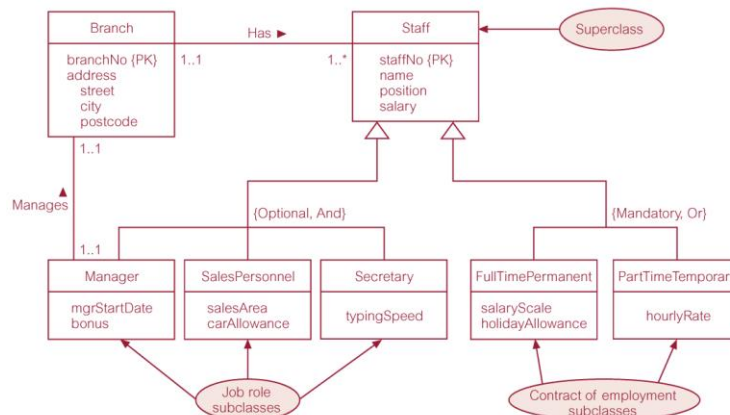 Branch
Has ►
Staff
Superclass
branchNo {PK}
address
street
city
postcode
1..1
1..*
staffNo {PK}
name
position
salary
1..1
Manages ▲
{Optional, And}
{Mandatory, Or}
1..1
Manager
SalesPersonnel
Secretary
FullTimePermanent
PartTimeTemporar
mgrStartDate
bonus
salesArea
carAllowance
typingSpeed
salaryScale
holidayAllowance
hourlyRate
Job role
subclasses
Contract of employment
subclasses